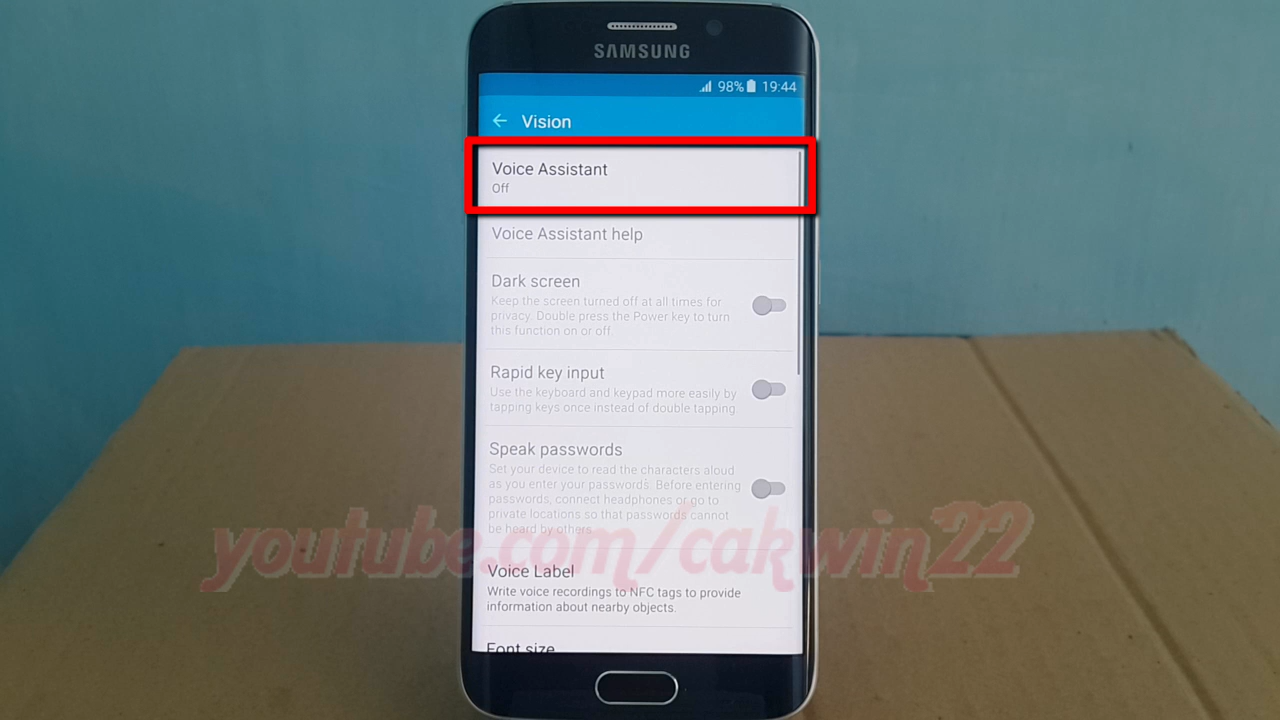 SAMSUNG
98% 19:44
Vision
Voice Assistant
Off
Voice Assistant help
Dark screen
Keep the screen turned off at all times for
privacy. Double press the Power key to turn
this function on or off.
Rapid key input
Use the keyboard and keypad more easily by
tapping keys once instead of double tapping.
Speak passwords
Set your device to read the characters aloud
as you enter your passwords. Before entering
passwords, connect headphones or go to
private locations so that passwords cannot
be heard by others.
youtube.com/cakwin22
Voice Label
Write voice recordings to NFC tags to provide
information about nearby objects.
Font size